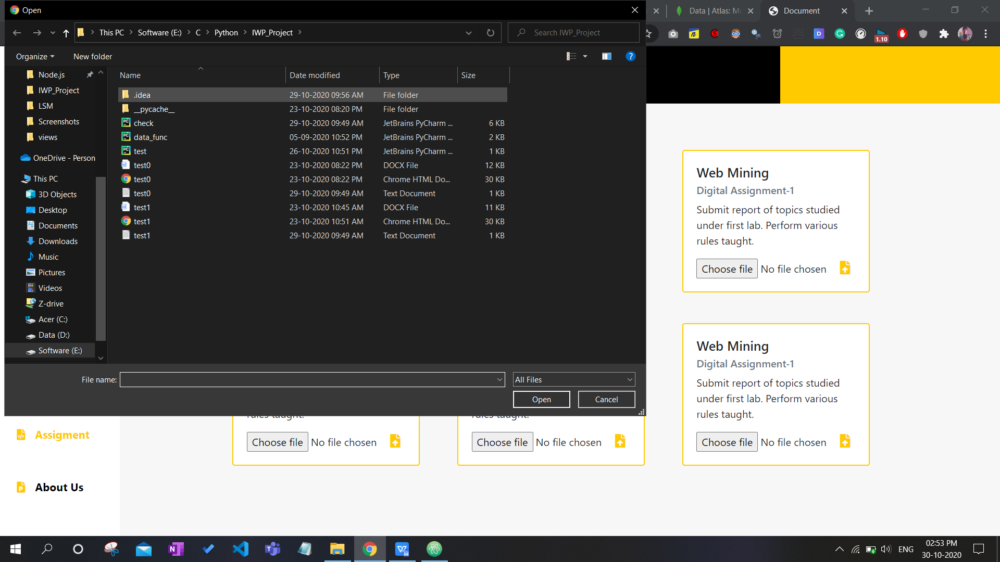 Open
Data | Atlas: Mo
Document
This PC > Software (E:) > C > Python > IWP_Project >
Search IWP_Project
1.10
Organize
New folder
Name
Date modified
Type
Size
Node.js
IWP_Project
LSM
Screenshots
views
OneDrive - Person
This PC
3D Objects
Desktop
Documents
Downloads
Music
Pictures
Videos
Z-drive
Acer (C:)
Data (D:)
Software (E:)
.idea 29-10-2020 09:56 AM File folder
__pycache__ 23-10-2020 08:20 PM File folder
check 29-10-2020 09:49 AM JetBrains PyCharm ... 6 KB
data_func 05-09-2020 10:52 PM JetBrains PyCharm ... 2 KB
test 26-10-2020 10:51 PM JetBrains PyCharm ... 1 KB
test0 23-10-2020 08:22 PM DOCX File 12 KB
test0 23-10-2020 08:22 PM Chrome HTML Do... 30 KB
test0 29-10-2020 09:49 AM Text Document 1 KB
test1 23-10-2020 10:45 AM DOCX File 11 KB
test1 23-10-2020 10:51 AM Chrome HTML Do... 30 KB
test1 29-10-2020 09:49 AM Text Document 1 KB
File name:
All Files
Open
Cancel
Web Mining
Digital Assignment-1
Submit report of topics studied
under first lab. Perform various
rules taught.
Choose file No file chosen
Web Mining
Digital Assignment-1
Submit report of topics studied
under first lab. Perform various
rules taught.
Choose file No file chosen
rules taught.
Choose file No file chosen
rules taught.
Choose file No file chosen
Assigment
About Us
ENG
02:53 PM
30-10-2020